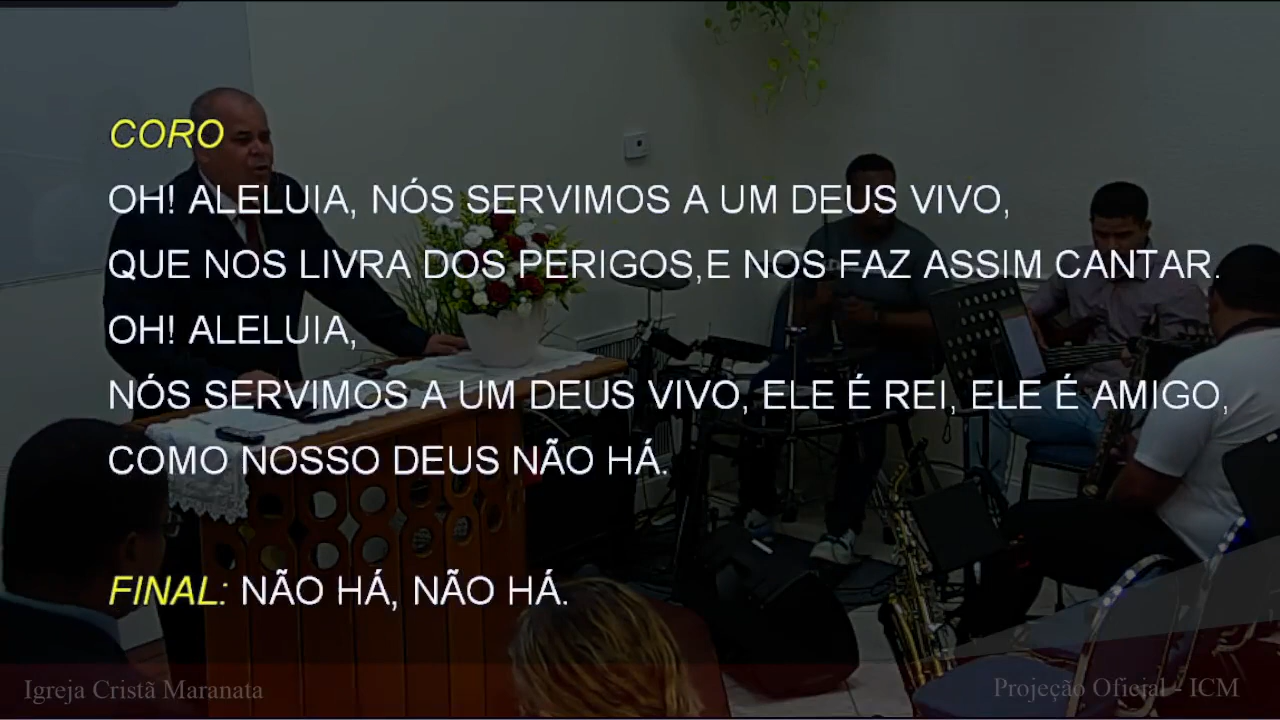 CORO
OH! ALELUIA, NÓS SERVIMOS A UM DEUS VIVO,
QUE NOS LIVRA DOS PERIGOS,E NOS FAZ ASSIM CANTAR.
OH! ALELUIA,
NÓS SERVIMOS A UM DEUS VIVO, ELE É REI, ELE É AMIGO,
COMO NOSSO DEUS NÃO HÁ.
FINAL: NÃO HÁ, NÃO HÁ.
Igreja Cristã Maranata
Projeção Oficial - ICM